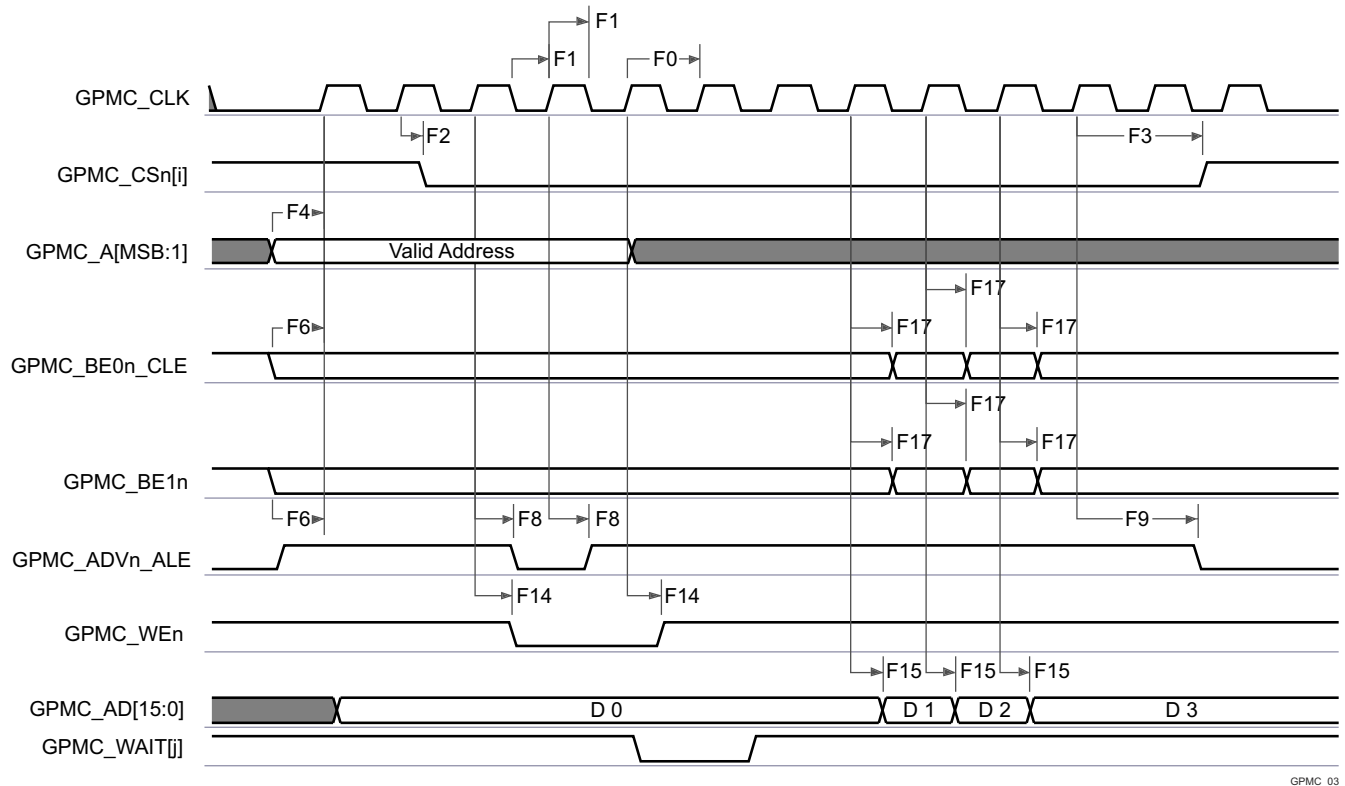 F1
F1
F0
GPMC_CLK
F2
F3
GPMC_CSn[i]
F4
GPMC_A[MSB:1]
Valid Address
F17
F6
F17
F17
GPMC_BE0n_CLE
F17
F17
F17
GPMC_BE1n
F6
F8
F8
F9
GPMC_ADVn_ALE
F14
F14
GPMC_WEn
F15
F15
F15
GPMC_AD[15:0]
D 0
D 1
D 2
D 3
GPMC_WAIT[j]
GPMC_03